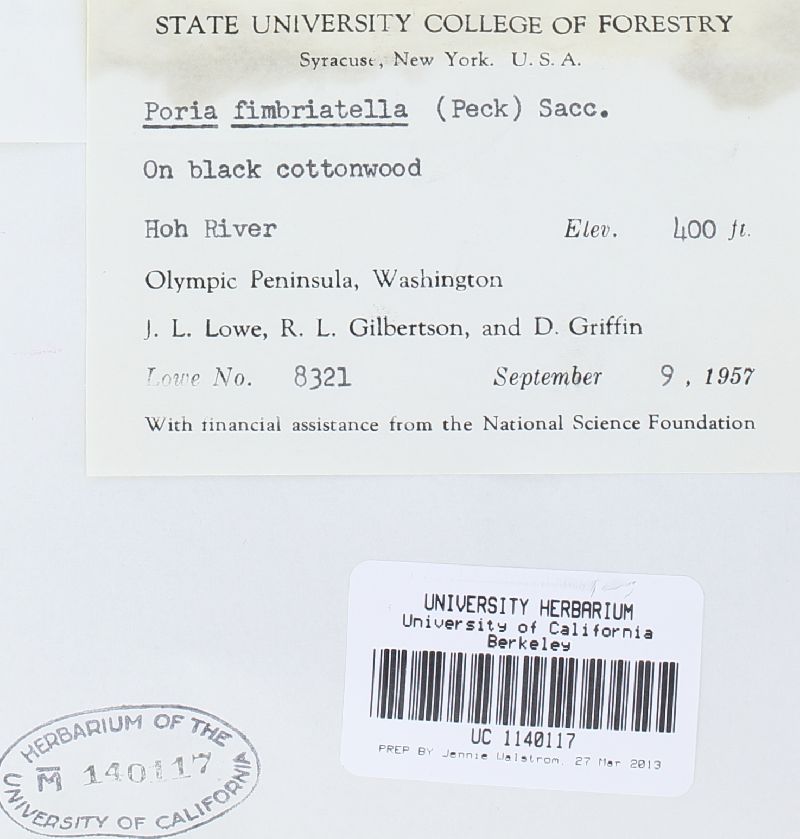 STATE UNIVERSITY COLLEGE OF FORESTRY
Syracuse, New York. U. S. A.
Poria fimbriatella (Peck) Sacc.
On black cottonwood
Hoh River Elev. 400 ft.
Olympic Peninsula, Washington
J. L. Lowe, R. L. Gilbertson, and D. Griffin
Lowe No. 8321 September 9, 1957
With financial assistance from the National Science Foundation
UNIVERSITY HERBARIUM
University of California
Berkeley
UC 1140117
PREP BY Jennie Walstrom. 27 Mar 2013
HERBARIUM OF THE
M 140117
UNIVERSITY OF CALIFORNIA